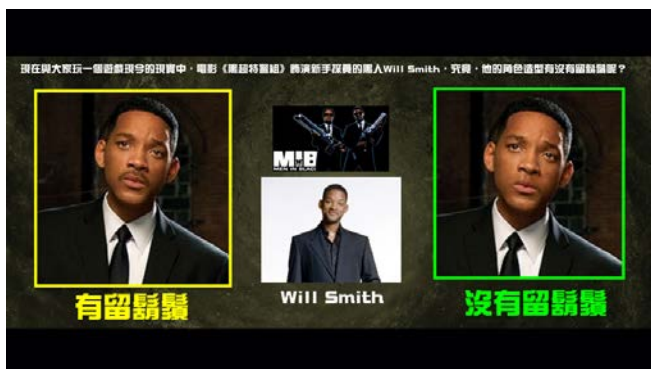 現在與大家玩一個遊戲現今的現實中，電影《黑超特警組》飾演新手探員的黑人Will Smith，究竟，他的角色造型有沒有留鬍鬚呢？
MIB
MEN IN BLACK
有留鬍鬚
Will Smith
沒有留鬍鬚